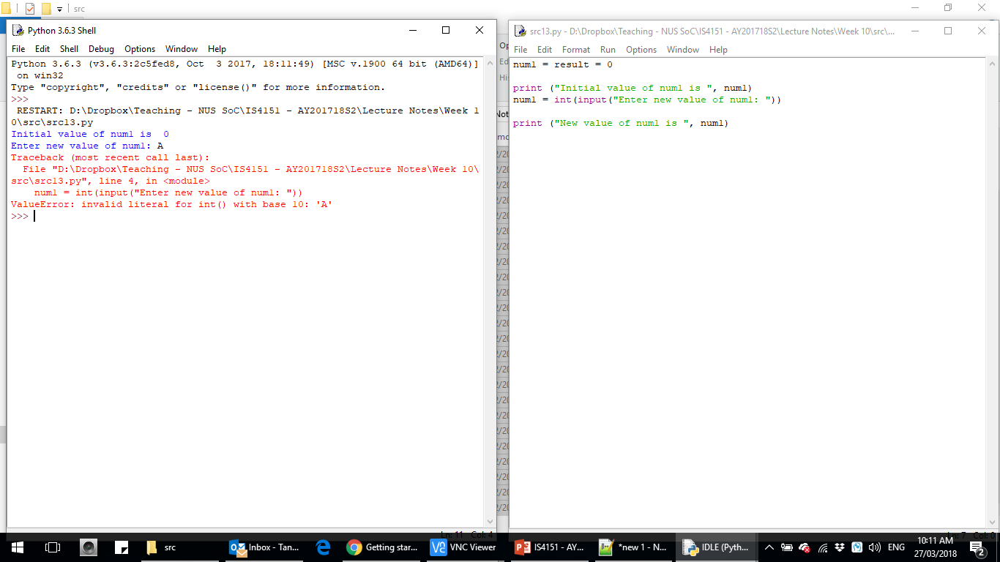 src
Python 3.6.3 Shell
File Edit Shell Debug Options Window Help
Python 3.6.3 (v3.6.3:2c5fed8, Oct  3 2017, 18:11:49) [MSC v.1900 64 bit (AMD64)]
 on win32
Type "copyright", "credits" or "license()" for more information.
>>>
 RESTART: D:\Dropbox\Teaching - NUS SoC\IS4151 - AY201718S2\Lecture Notes\Week 1
0\src\src13.py
Initial value of num1 is  0
Enter new value of num1: A
Traceback (most recent call last):
  File "D:\Dropbox\Teaching - NUS SoC\IS4151 - AY201718S2\Lecture Notes\Week 10\
src\src13.py", line 4, in <module>
    num1 = int(input("Enter new value of num1: "))
ValueError: invalid literal for int() with base 10: 'A'
>>>
Ln: 11 Col: 4
src13.py - D:\Dropbox\Teaching - NUS SoC\IS4151 - AY201718S2\Lecture Notes\Week 10\src\...
File Edit Format Run Options Window Help
num1 = result = 0
print ("Initial value of num1 is ", num1)
num1 = int(input("Enter new value of num1: "))
print ("New value of num1 is ", num1)
Ln: 7 Col: 0
src
Inbox - Tan...
Getting star...
VNC Viewer
IS4151 - AY...
*new 1 - N...
IDLE (Pyth...
ENG
10:11 AM
27/03/2018
2